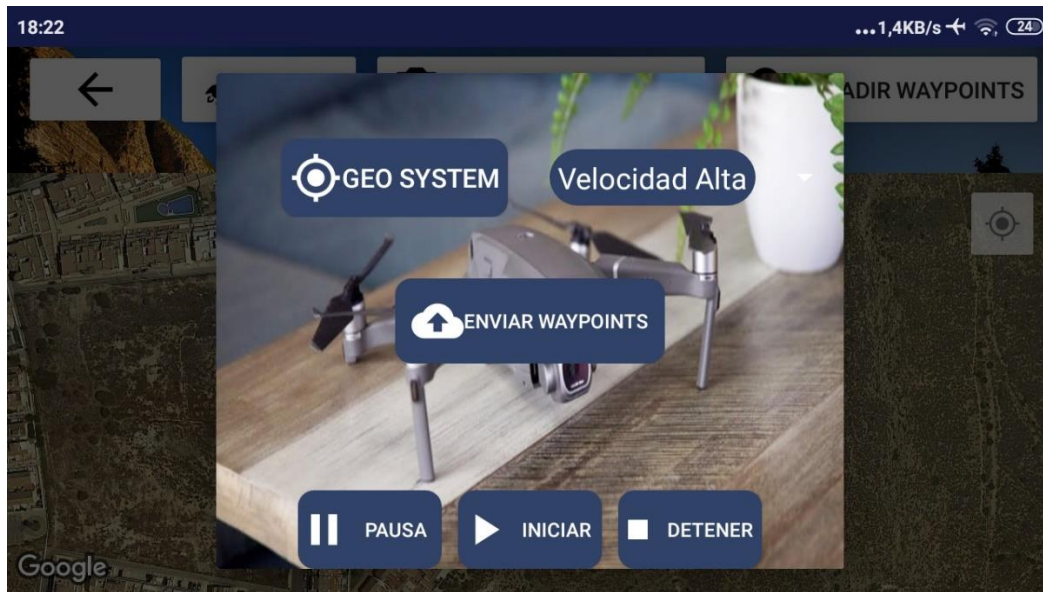 18:22
...1,4KB/s 24
ADIR WAYPOINTS
GEO SYSTEM
Velocidad Alta
ENVIAR WAYPOINTS
PAUSA
INICIAR
DETENER
Google